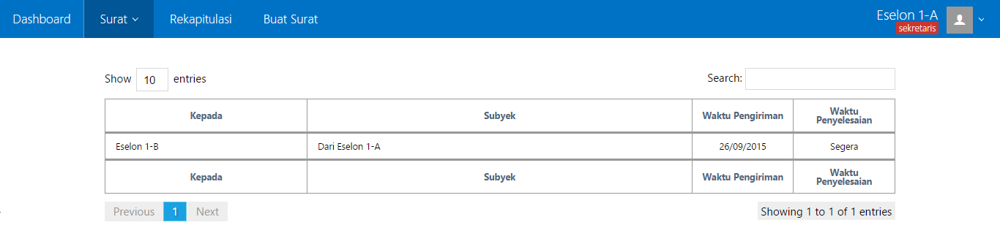 Dashboard Surat Rekapitulasi Buat Surat Eselon 1-A
sekretaris
Show 10 entries Search:
Kepada Subyek Waktu Pengiriman Waktu
Penyelesaian
Eselon 1-B Dari Eselon 1-A 26/09/2015 Segera
Kepada Subyek Waktu Pengiriman Waktu
Penyelesaian
Previous 1 Next Showing 1 to 1 of 1 entries